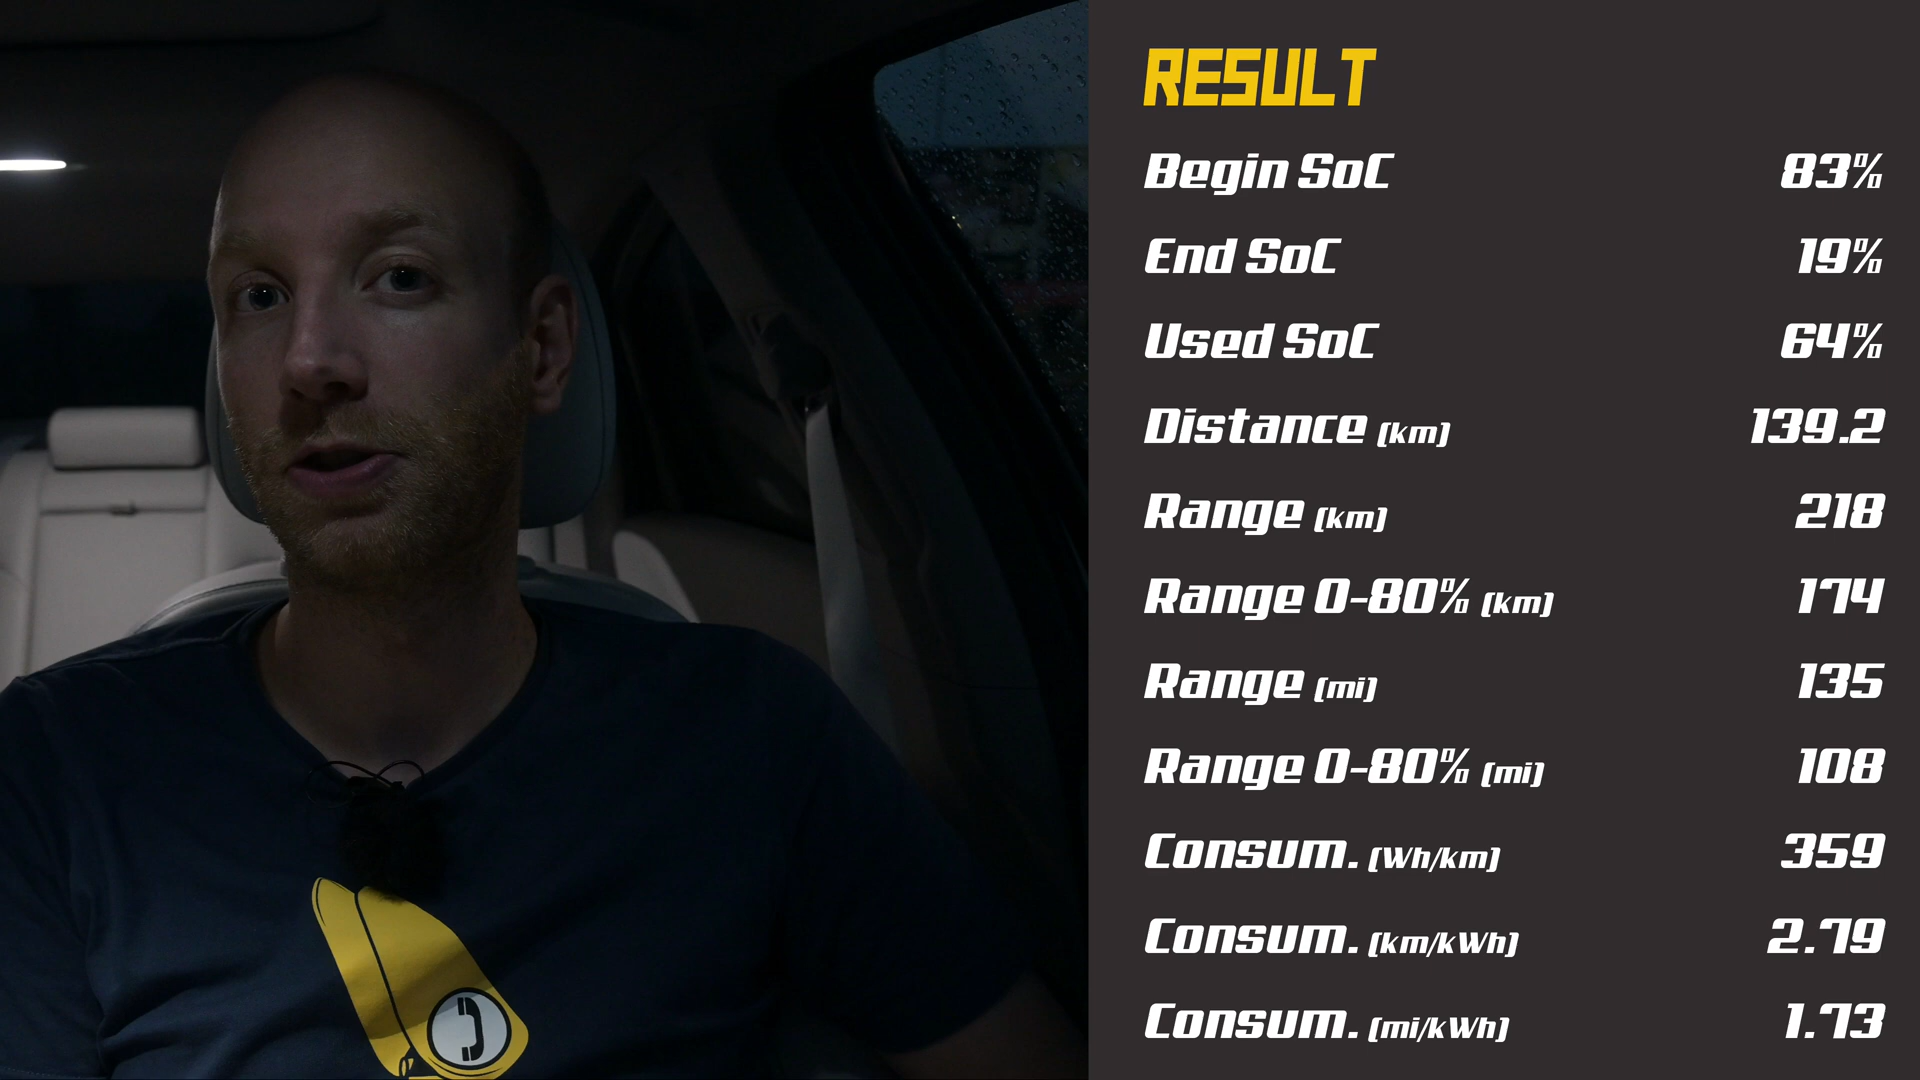 RESULT
Begin SoC 83%
End SoC 19%
Used SoC 64%
Distance (km) 139.2
Range (km) 218
Range 0-80% (km) 174
Range (mi) 135
Range 0-80% (mi) 108
Consum. (Wh/km) 359
Consum. (km/kWh) 2.79
Consum. (mi/kWh) 1.73